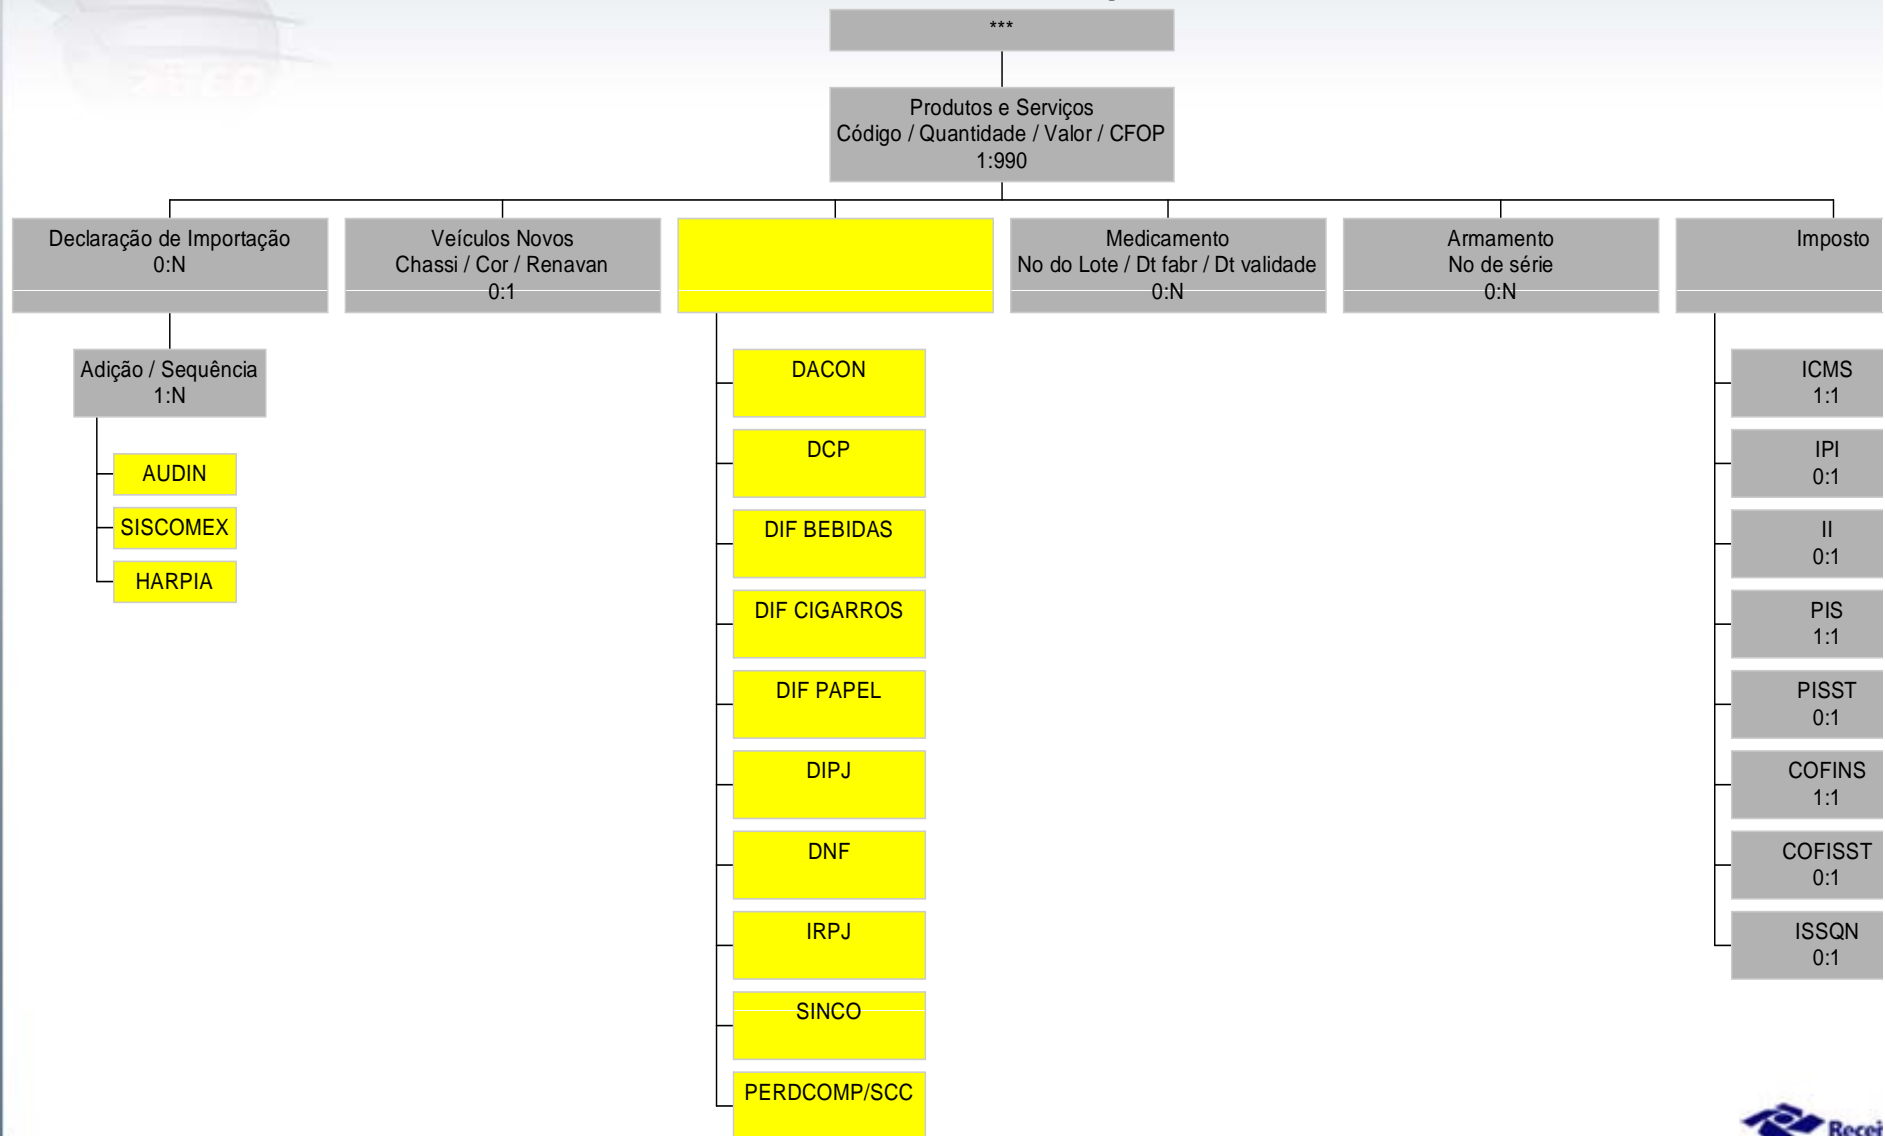 ***
Produtos e Serviços
Código / Quantidade / Valor / CFOP
1:990
Declaração de Importação
0:N
Veículos Novos
Chassi / Cor / Renavan
0:1
Medicamento
No do Lote / Dt fabr / Dt validade
0:N
Armamento
No de série
0:N
Imposto
Adição / Sequência
1:N
AUDIN
SISCOMEX
HARPIA
DACON
DCP
DIF BEBIDAS
DIF CIGARROS
DIF PAPEL
DIPJ
DNF
IRPJ
SINCO
PERDCOMP/SCC
ICMS
1:1
IPI
0:1
II
0:1
PIS
1:1
PISST
0:1
COFINS
1:1
COFISST
0:1
ISSQN
0:1